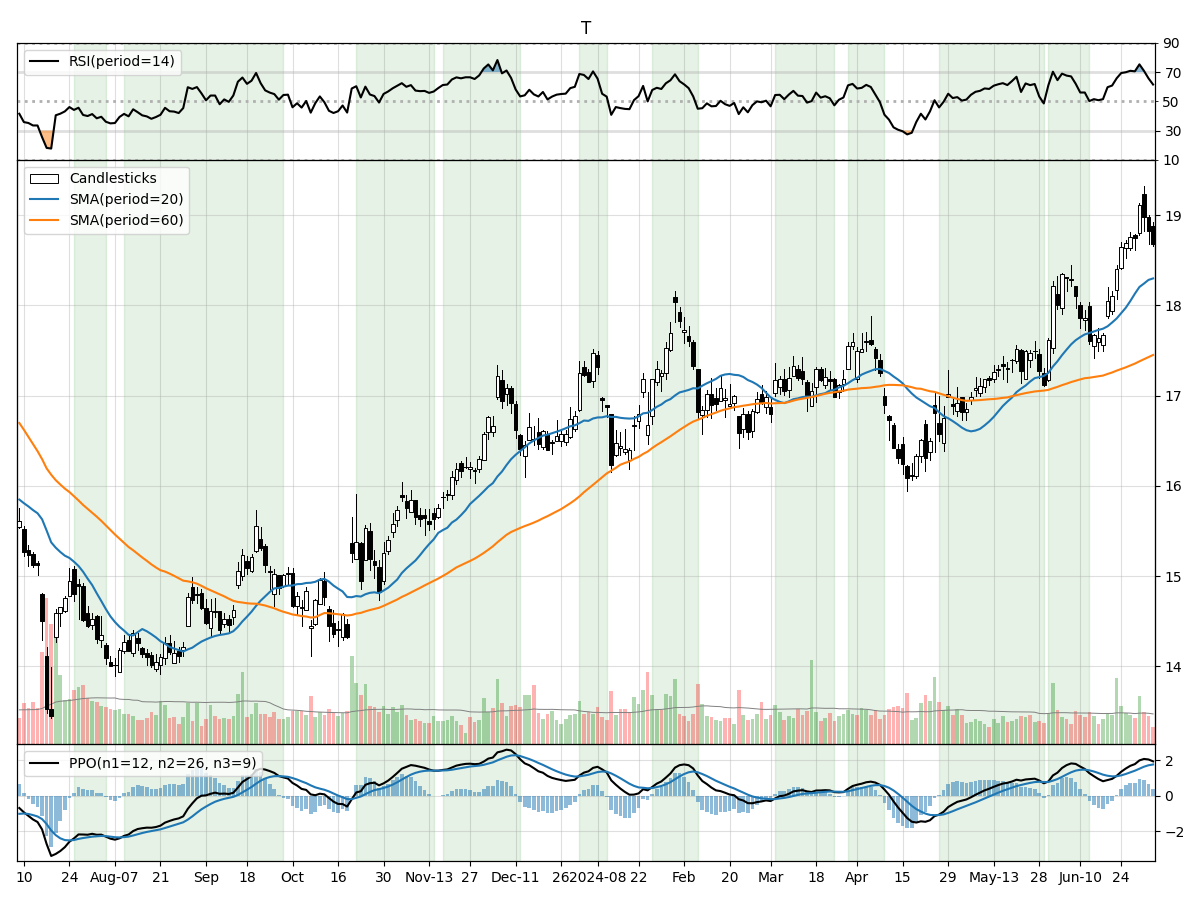 T
RSI(period=14)
90
70
50
30
10
Candlesticks
SMA(period=20)
SMA(period=60)
19
18
17
16
15
14
PPO(n1=12, n2=26, n3=9)
2
0
−2
10 24 Aug-07 21 Sep 18 Oct 16 30 Nov-13 27 Dec-11 26 2024-08 22 Feb 20 Mar 18 Apr 15 29 May-13 28 Jun-10 24